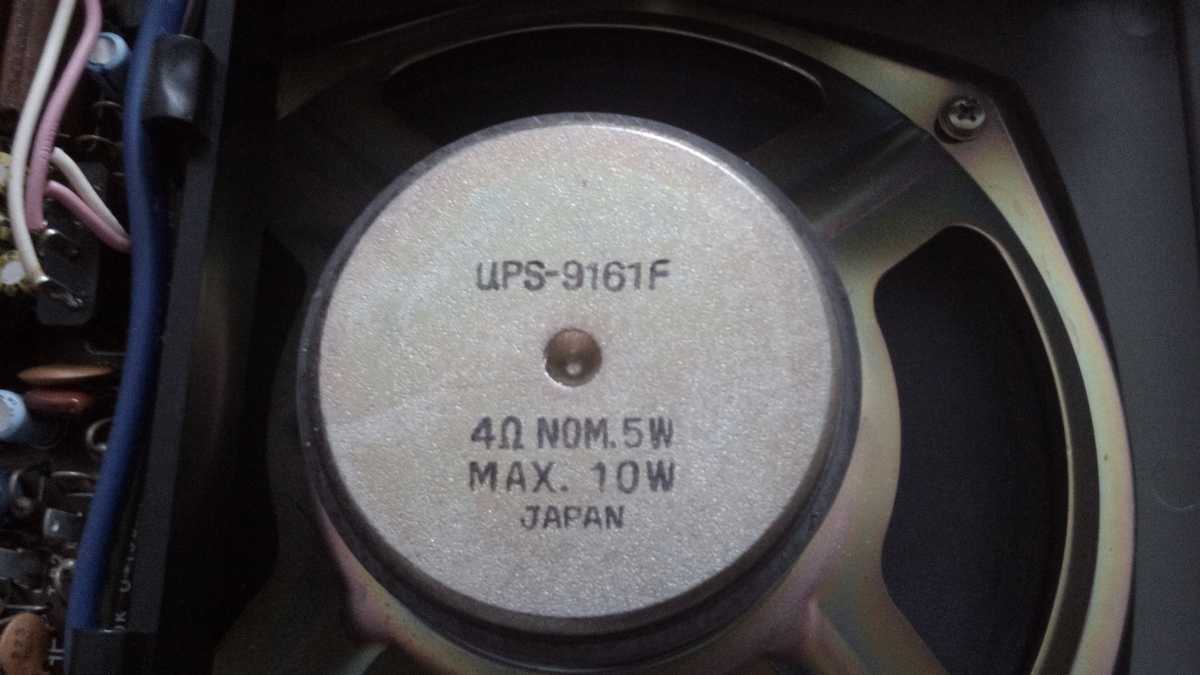 UPS-9161F
4Ω NOM. 5W
MAX. 10W
JAPAN